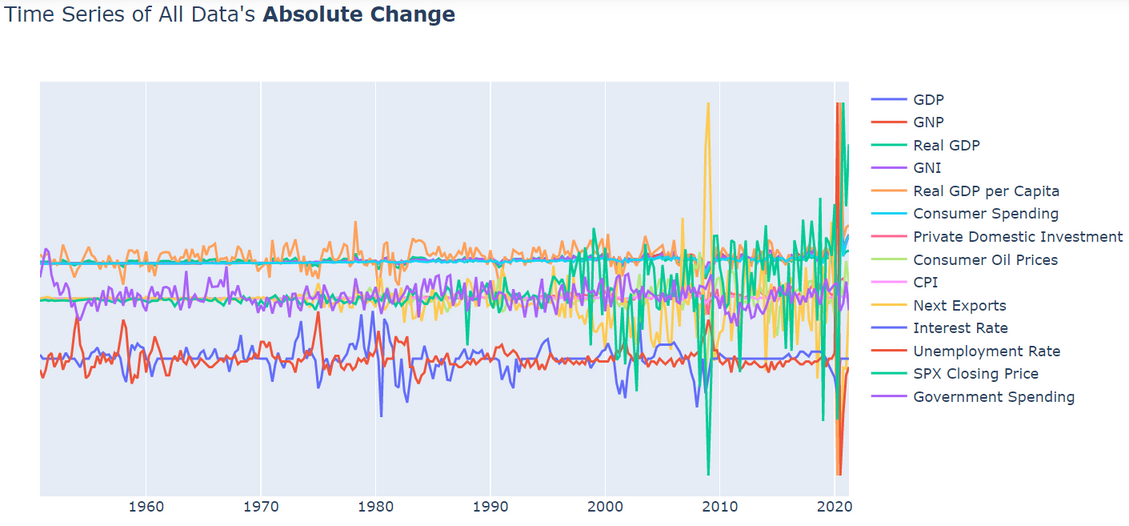 Time Series of All Data's Absolute Change
GDP
GNP
Real GDP
GNI
Real GDP per Capita
Consumer Spending
Private Domestic Investment
Consumer Oil Prices
CPI
Next Exports
Interest Rate
Unemployment Rate
SPX Closing Price
Government Spending
1960 1970 1980 1990 2000 2010 2020